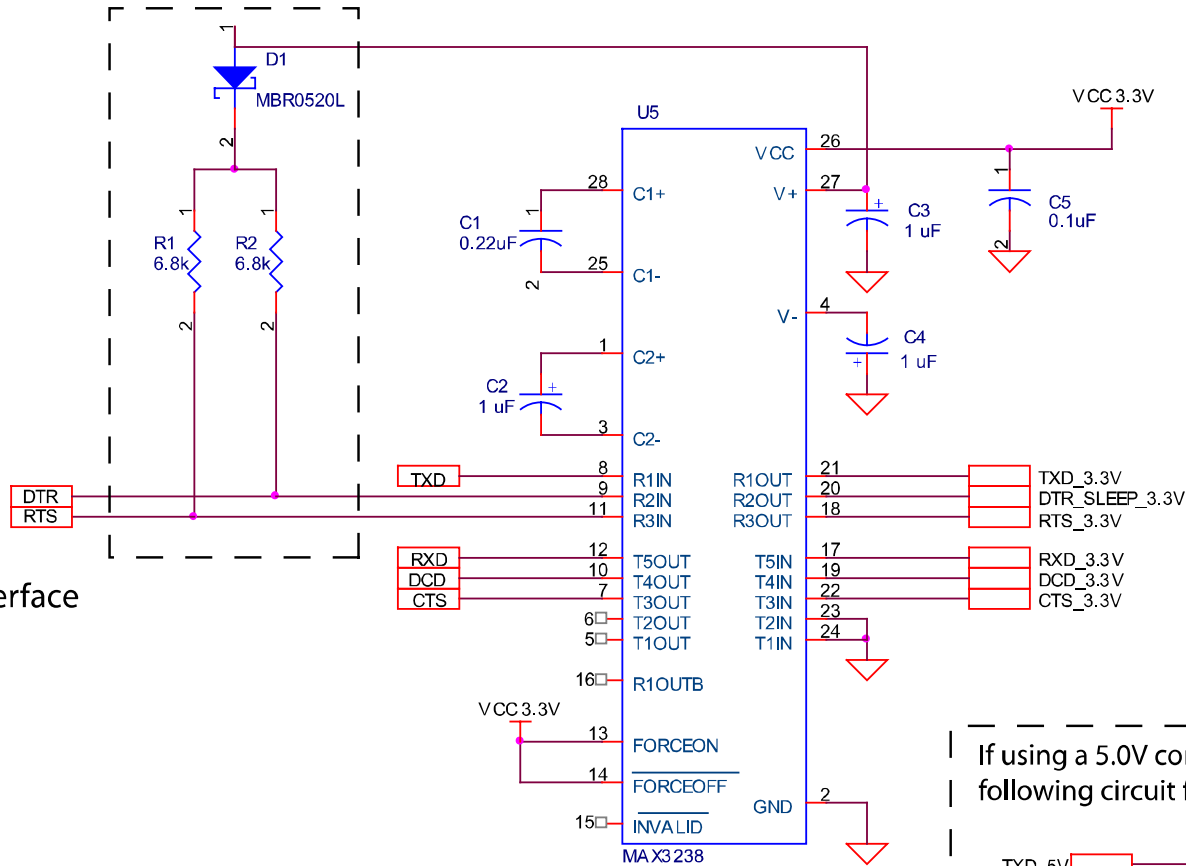 1
D1
MBR0520L
2
1
1
R1
6.8k
R2
6.8k
2
2
DTR
RTS
erface
U5
VCC 3.3V
VCC
26
V+
27
C3
1 uF
+
1
C5
0.1uF
2
28
C1+
C1
0.22uF
1
2
25
C1-
V-
4
C4
1 uF
+
1
C2+
C2
1 uF
+
3
C2-
TXD
8
R1IN
R1OUT
21
TXD_3.3V
9
R2IN
R2OUT
20
DTR_SLEEP_3.3V
11
R3IN
R3OUT
18
RTS_3.3V
RXD
12
T5OUT
T5IN
17
RXD_3.3V
DCD
10
T4OUT
T4IN
19
DCD_3.3V
CTS
7
T3OUT
T3IN
22
CTS_3.3V
6
T2OUT
T2IN
23
5
T1OUT
T1IN
24
16
R1OUTB
VCC 3.3V
13
FORCEON
14
FORCEOFF
15
INVALID
GND
2
MAX3238
If using a 5.0V co
following circuit f
TXD_5V